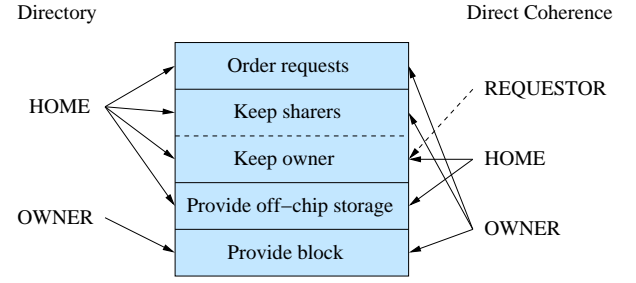 Directory
Direct Coherence
Order requests
REQUESTOR
HOME
Keep sharers
Keep owner
HOME
Provide off−chip storage
OWNER
OWNER
Provide block